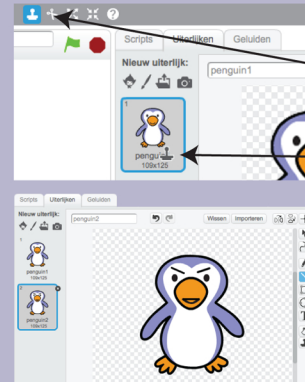 Scripts Uiterlijken Geluiden
Nieuw uiterlijk:
penguin1
1
penguin1
109x125
Scripts Uiterlijken Geluiden
Nieuw uiterlijk:
penguin2
Wissen Importeren
1
penguin1
109x125
2
penguin2
109x125
T